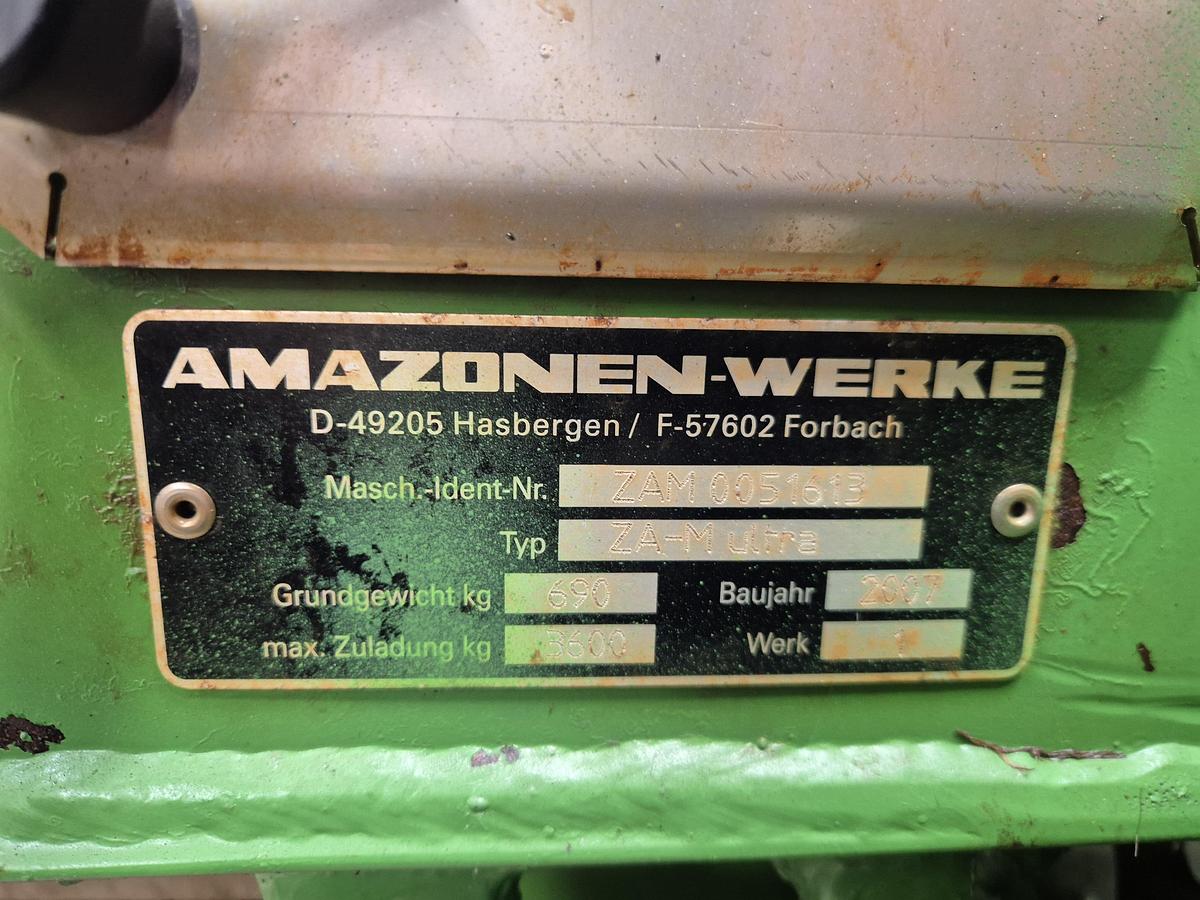 AMAZONEN-WERKE
D-49205 Hasbergen / F-57602 Forbach
Masch.-Ident-Nr. ZAM 0051613
Typ ZA-M ultra
Grundgewicht kg 690 Baujahr 2007
max. Zuladung kg 3600 Werk 1